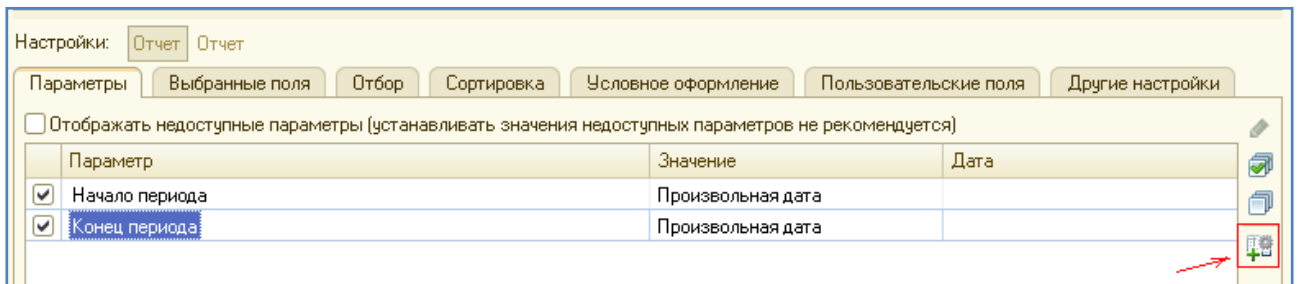 Настройки: Отчет Отчет
Параметры Выбранные поля Отбор Сортировка Условное оформление Пользовательские поля Другие настройки
Отображать недоступные параметры (устанавливать значения недоступных параметров не рекомендуется)
Параметр Значение Дата
Начало периода Произвольная дата
Конец периода Произвольная дата